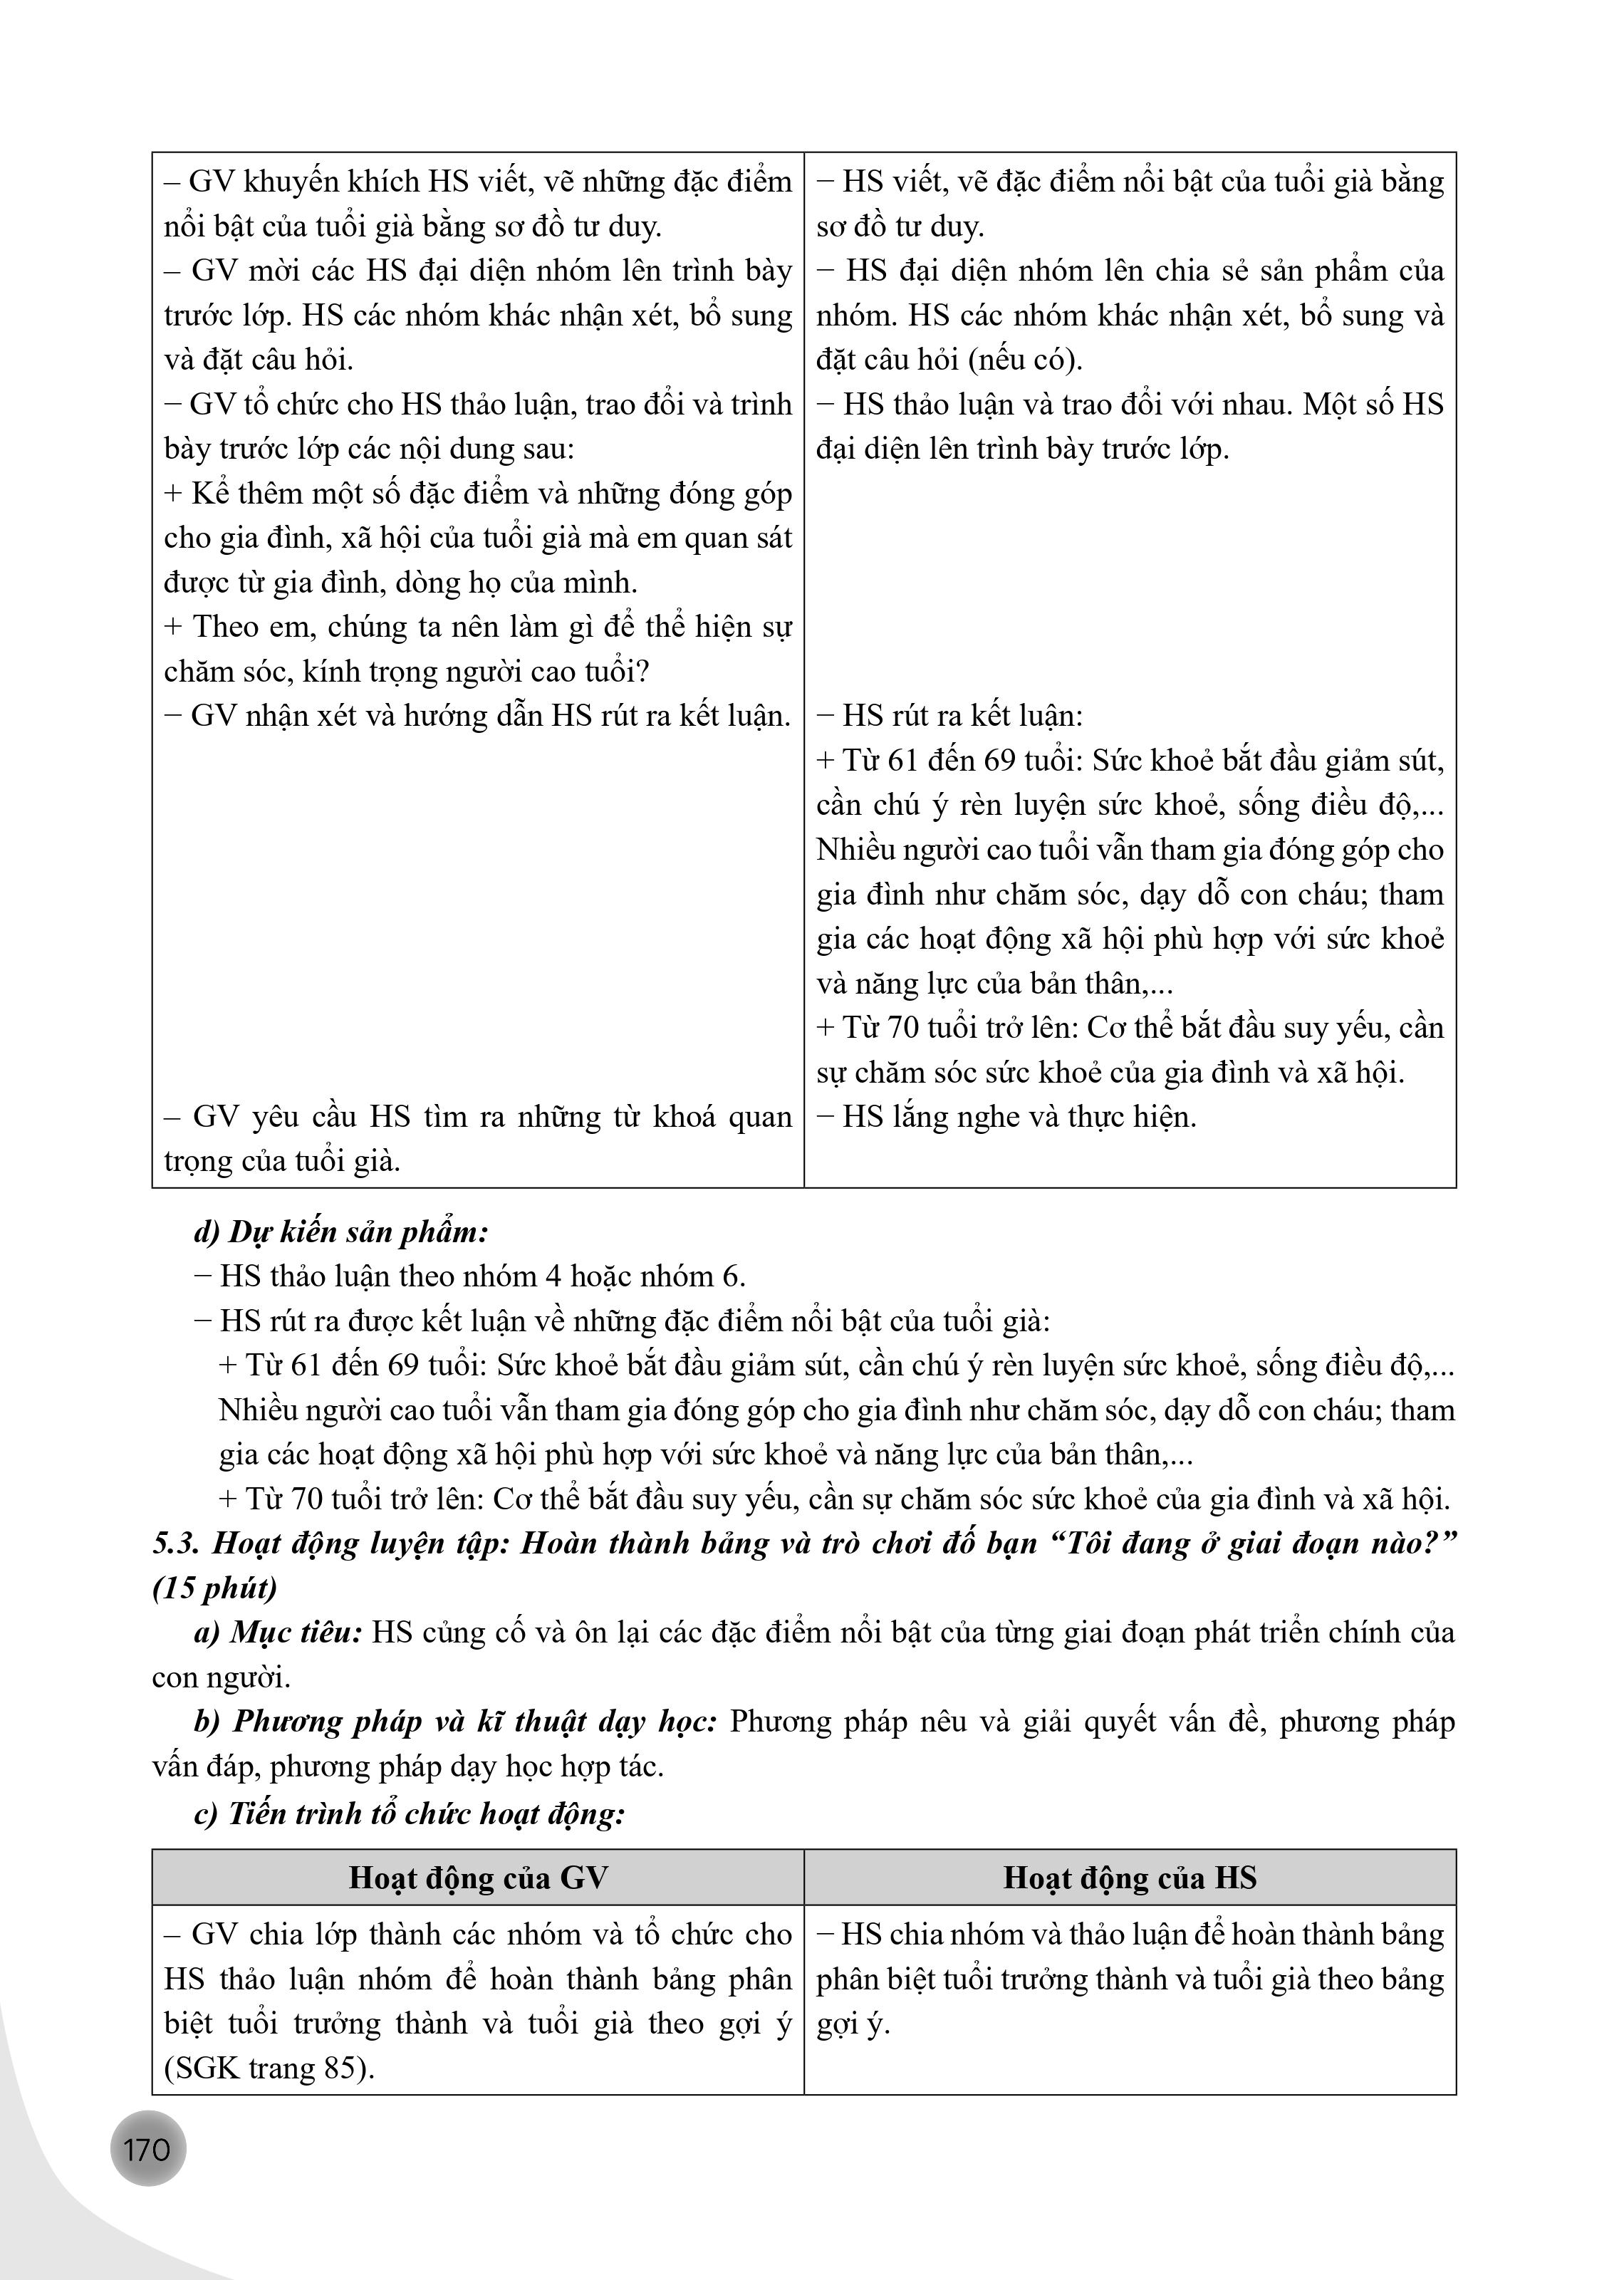 – GV khuyến khích HS viết, vẽ những đặc điểm
nổi bật của tuổi già bằng sơ đồ tư duy.
– GV mời các HS đại diện nhóm lên trình bày
trước lớp. HS các nhóm khác nhận xét, bổ sung
và đặt câu hỏi.
– GV tổ chức cho HS thảo luận, trao đổi và trình
bày trước lớp các nội dung sau:
+ Kể thêm một số đặc điểm và những đóng góp
cho gia đình, xã hội của tuổi già mà em quan sát
được từ gia đình, dòng họ của mình.
+ Theo em, chúng ta nên làm gì để thể hiện sự
chăm sóc, kính trọng người cao tuổi?
– GV nhận xét và hướng dẫn HS rút ra kết luận.
– GV yêu cầu HS tìm ra những từ khoá quan
trọng của tuổi già.
– HS viết, vẽ đặc điểm nổi bật của tuổi già bằng
sơ đồ tư duy.
– HS đại diện nhóm lên chia sẻ sản phẩm của
nhóm. HS các nhóm khác nhận xét, bổ sung và
đặt câu hỏi (nếu có).
– HS thảo luận và trao đổi với nhau. Một số HS
đại diện lên trình bày trước lớp.
– HS rút ra kết luận:
+ Từ 61 đến 69 tuổi: Sức khoẻ bắt đầu giảm sút,
cần chú ý rèn luyện sức khoẻ, sống điều độ,...
Nhiều người cao tuổi vẫn tham gia đóng góp cho
gia đình như chăm sóc, dạy dỗ con cháu; tham
gia các hoạt động xã hội phù hợp với sức khoẻ
và năng lực của bản thân,...
+ Từ 70 tuổi trở lên: Cơ thể bắt đầu suy yếu, cần
sự chăm sóc sức khoẻ của gia đình và xã hội.
– HS lắng nghe và thực hiện.
d) Dự kiến sản phẩm:
– HS thảo luận theo nhóm 4 hoặc nhóm 6.
– HS rút ra được kết luận về những đặc điểm nổi bật của tuổi già:
+ Từ 61 đến 69 tuổi: Sức khoẻ bắt đầu giảm sút, cần chú ý rèn luyện sức khoẻ, sống điều độ,...
Nhiều người cao tuổi vẫn tham gia đóng góp cho gia đình như chăm sóc, dạy dỗ con cháu; tham
gia các hoạt động xã hội phù hợp với sức khoẻ và năng lực của bản thân,...
+ Từ 70 tuổi trở lên: Cơ thể bắt đầu suy yếu, cần sự chăm sóc sức khoẻ của gia đình và xã hội.
5.3. Hoạt động luyện tập: Hoàn thành bảng và trò chơi đố bạn “Tôi đang ở giai đoạn nào?”
(15 phút)
a) Mục tiêu: HS củng cố và ôn lại các đặc điểm nổi bật của từng giai đoạn phát triển chính của
con người.
b) Phương pháp và kĩ thuật dạy học: Phương pháp nêu và giải quyết vấn đề, phương pháp
vấn đáp, phương pháp dạy học hợp tác.
c) Tiến trình tổ chức hoạt động:
Hoạt động của GV
Hoạt động của HS
– GV chia lớp thành các nhóm và tổ chức cho
HS thảo luận nhóm để hoàn thành bảng phân
biệt tuổi trưởng thành và tuổi già theo gợi ý
(SGK trang 85).
– HS chia nhóm và thảo luận để hoàn thành bảng
phân biệt tuổi trưởng thành và tuổi già theo bảng
gợi ý.
170